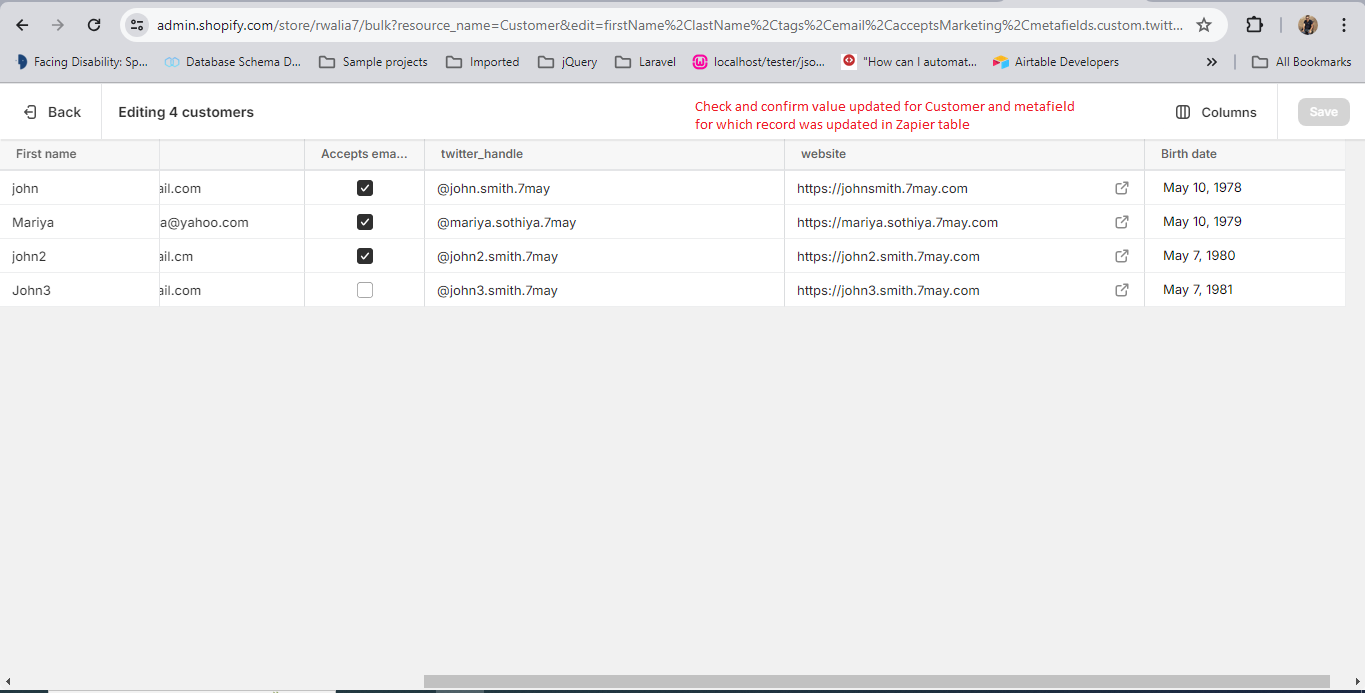 admin.shopify.com/store/rwalia7/bulk?resource_name=Customer&edit=firstName%2ClastName%2Ctags%2Cemail%2CacceptsMarketing%2Cmetafields.custom.twitt...
Facing Disability: Sp... Database Schema D... Sample projects Imported jQuery Laravel localhost/tester/jso... "How can I automat... Airtable Developers » All Bookmarks
Back Editing 4 customers Columns Save
Check and confirm value updated for Customer and metafield
for which record was updated in Zapier table
First name Accepts ema... twitter_handle website Birth date
john ail.com @john.smith.7may https://johnsmith.7may.com May 10, 1978
Mariya a@yahoo.com @mariya.sothiya.7may https://mariya.sothiya.7may.com May 10, 1979
john2 ail.cm @john2.smith.7may https://john2.smith.7may.com May 7, 1980
John3 ail.com @john3.smith.7may https://john3.smith.7may.com May 7, 1981